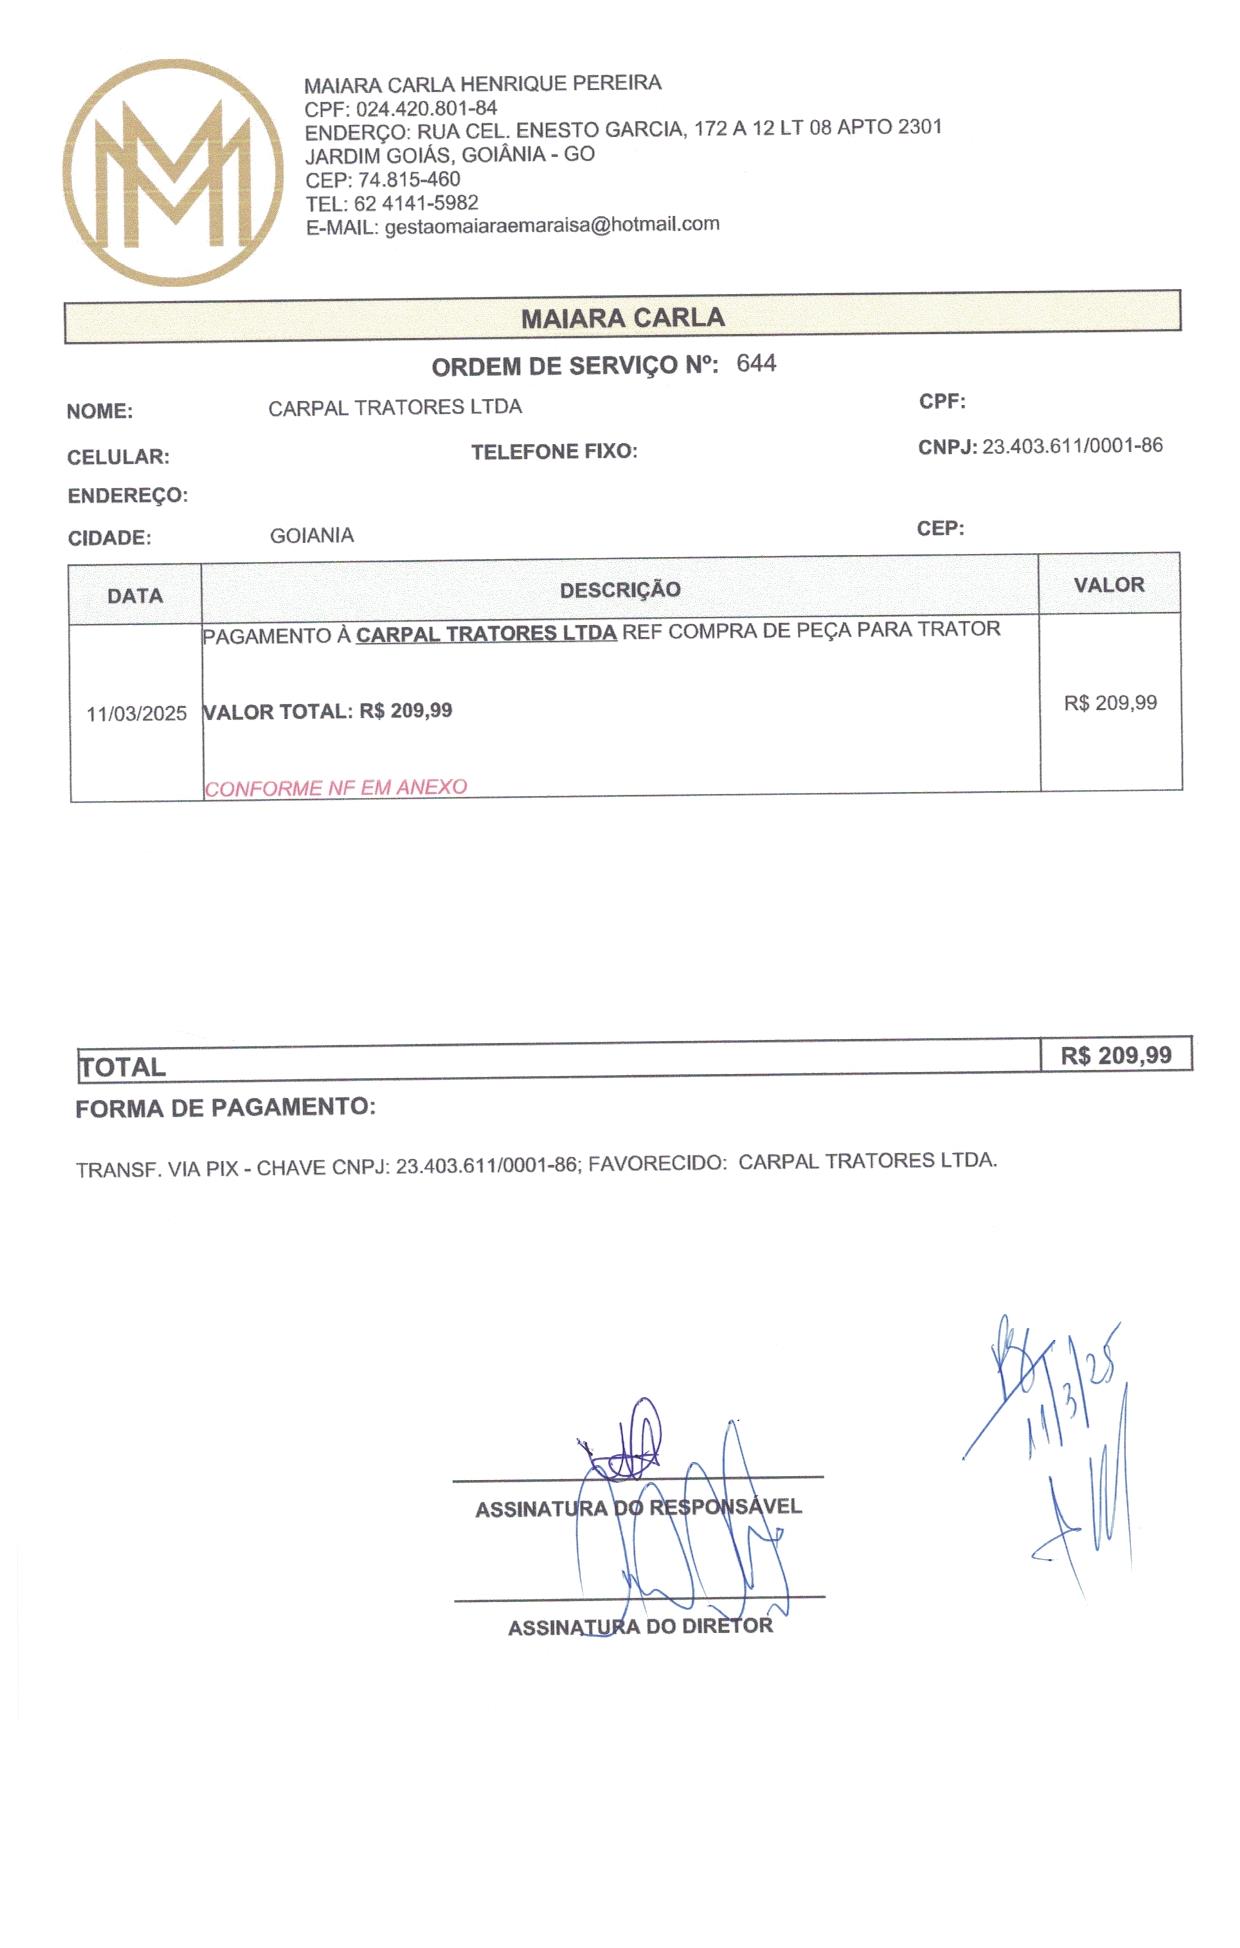 MAIARA CARLA HENRIQUE PEREIRA
CPF: 024.420.801-84
ENDERÇO: RUA CEL. ENESTO GARCIA, 172 A 12 LT 08 APTO 2301
JARDIM GOIÁS, GOIÂNIA - GO
CEP: 74.815-460
TEL: 62 4141-5982
E-MAIL: gestaomaiaraemaraisa@hotmail.com
MAIARA CARLA
ORDEM DE SERVIÇO Nº: 644
NOME: CARPAL TRATORES LTDA CPF:
CELULAR: TELEFONE FIXO: CNPJ: 23.403.611/0001-86
ENDEREÇO:
CIDADE: GOIANIA CEP:
DATA DESCRIÇÃO VALOR
PAGAMENTO À CARPAL TRATORES LTDA REF COMPRA DE PEÇA PARA TRATOR
11/03/2025 VALOR TOTAL: R$ 209,99 R$ 209,99
CONFORME NF EM ANEXO
TOTAL R$ 209,99
FORMA DE PAGAMENTO:
TRANSF. VIA PIX - CHAVE CNPJ: 23.403.611/0001-86; FAVORECIDO: CARPAL TRATORES LTDA.
11/3/25
ASSINATURA DO RESPONSÁVEL
ASSINATURA DO DIRETOR